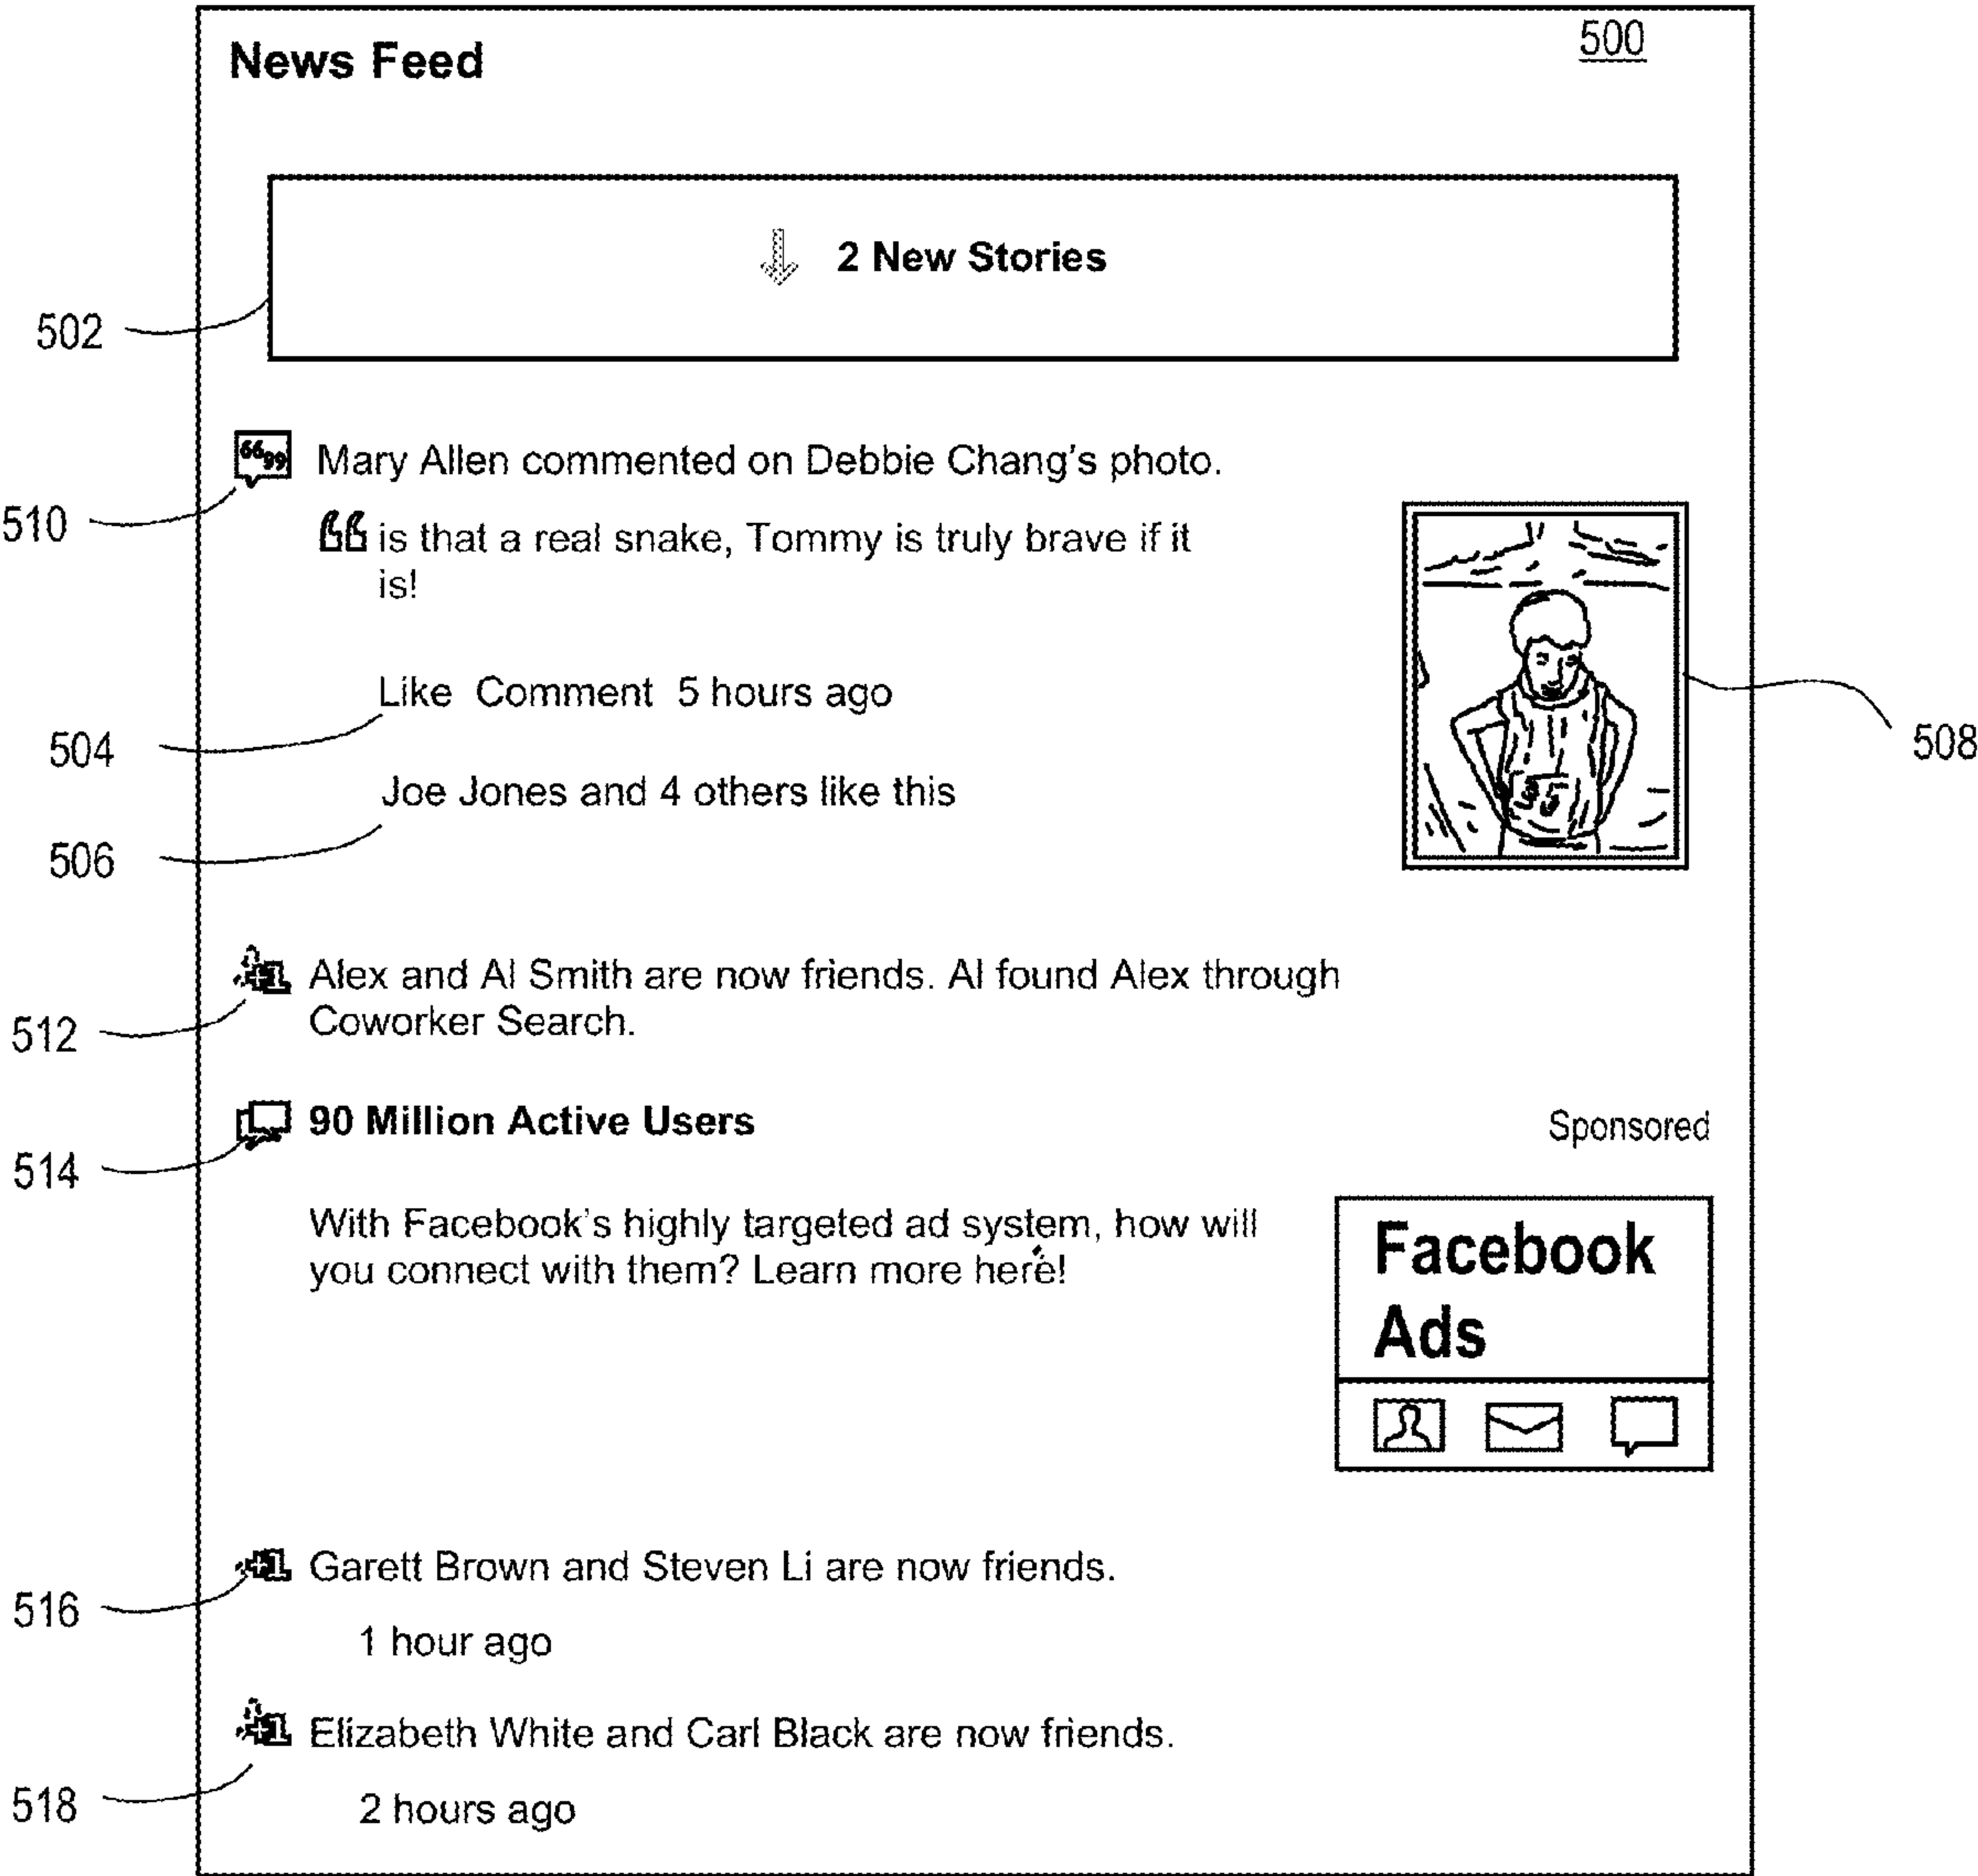 500
News Feed
2 New Stories
502
““”” Mary Allen commented on Debbie Chang's photo.
510
““ is that a real snake, Tommy is truly brave if it
is!
Like Comment 5 hours ago
504
508
Joe Jones and 4 others like this
506
+1 Alex and Al Smith are now friends. Al found Alex through
Coworker Search.
512
90 Million Active Users
Sponsored
514
With Facebook's highly targeted ad system, how will
you connect with them? Learn more here!
Facebook
Ads
+1 Garett Brown and Steven Li are now friends.
516
1 hour ago
+1 Elizabeth White and Carl Black are now friends.
518
2 hours ago